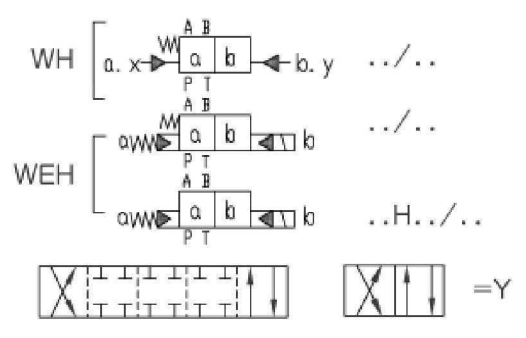 A B
WH a. x a b b. y ../..
P T
A B
a a b b ../..
P T
WEH
A B
a a b b ..H../..
P T
=Y